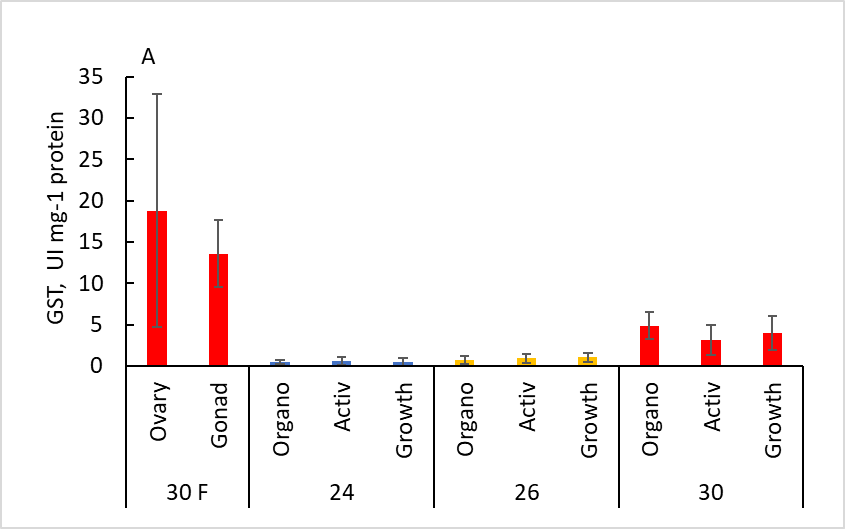 A
35
30
25
20
15
10
5
0
GST,  UI mg-1 protein
Ovary
Gonad
Organo
Activ
Growth
Organo
Activ
Growth
Organo
Activ
Growth
30 F
24
26
30